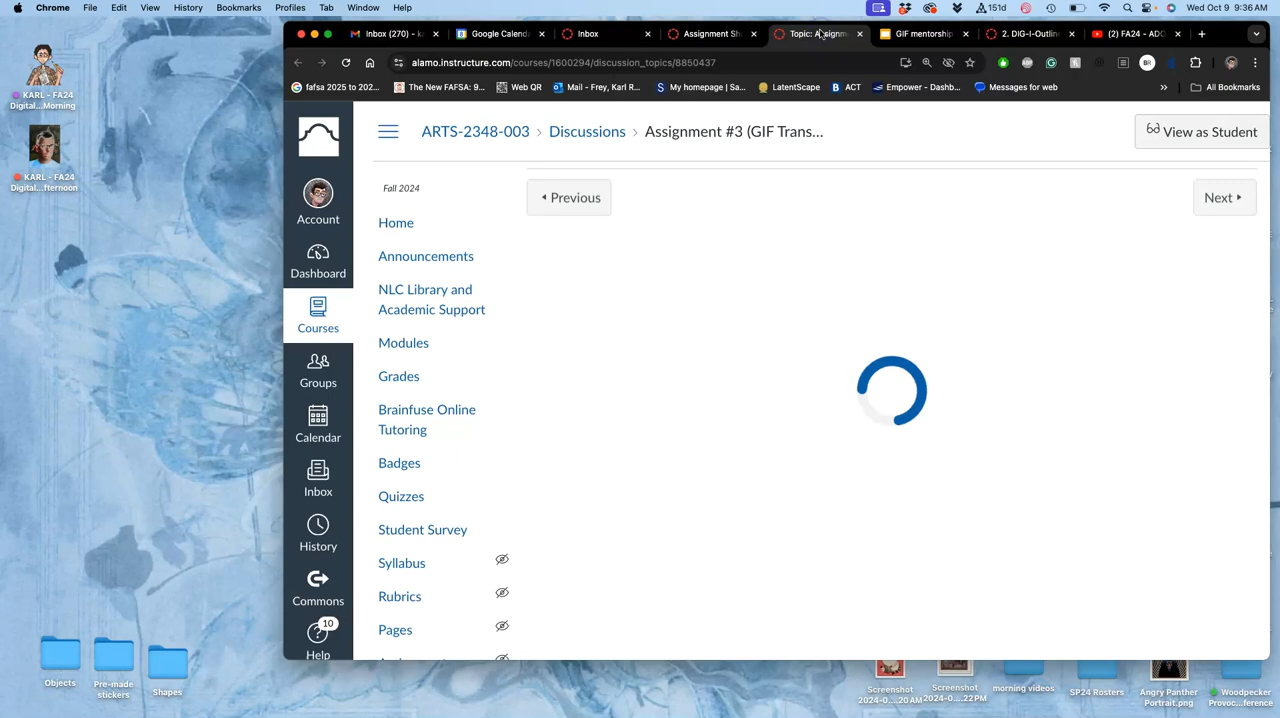 Chrome File Edit View History Bookmarks Profiles Tab Window Help 151d Wed Oct 9 9:36 AM
Inbox (270) - ka Google Calenda Inbox Assignment Sh Topic: Assignm GIF mentorship 2. DIG-I-Outlin (2) FA24 - ADO
alamo.instructure.com/courses/1600294/discussion_topics/8850437 BR
fafsa 2025 to 202... The New FAFSA: 9... Web QR Mail - Frey, Karl R... My homepage | Sa... LatentScape ACT Empower - Dashb... Messages for web » All Bookmarks
KARL - FA24
Digital...Morning
KARL - FA24
Digital...fternoon
ARTS-2348-003 › Discussions › Assignment #3 (GIF Trans...
View as Student
Account
Dashboard
Courses
Groups
Calendar
Inbox
History
Commons
10
Help
Fall 2024
Home
Announcements
NLC Library and
Academic Support
Modules
Grades
Brainfuse Online
Tutoring
Badges
Quizzes
Student Survey
Syllabus
Rubrics
Pages
Previous
Next
Objects
Pre-made
stickers
Shapes
Screenshot
2024-0....20 AM
Screenshot
2024-0....22 PM
morning videos
SP24 Rosters
Angry Panther
Portrait.png
Woodpecker
Provoc...ference